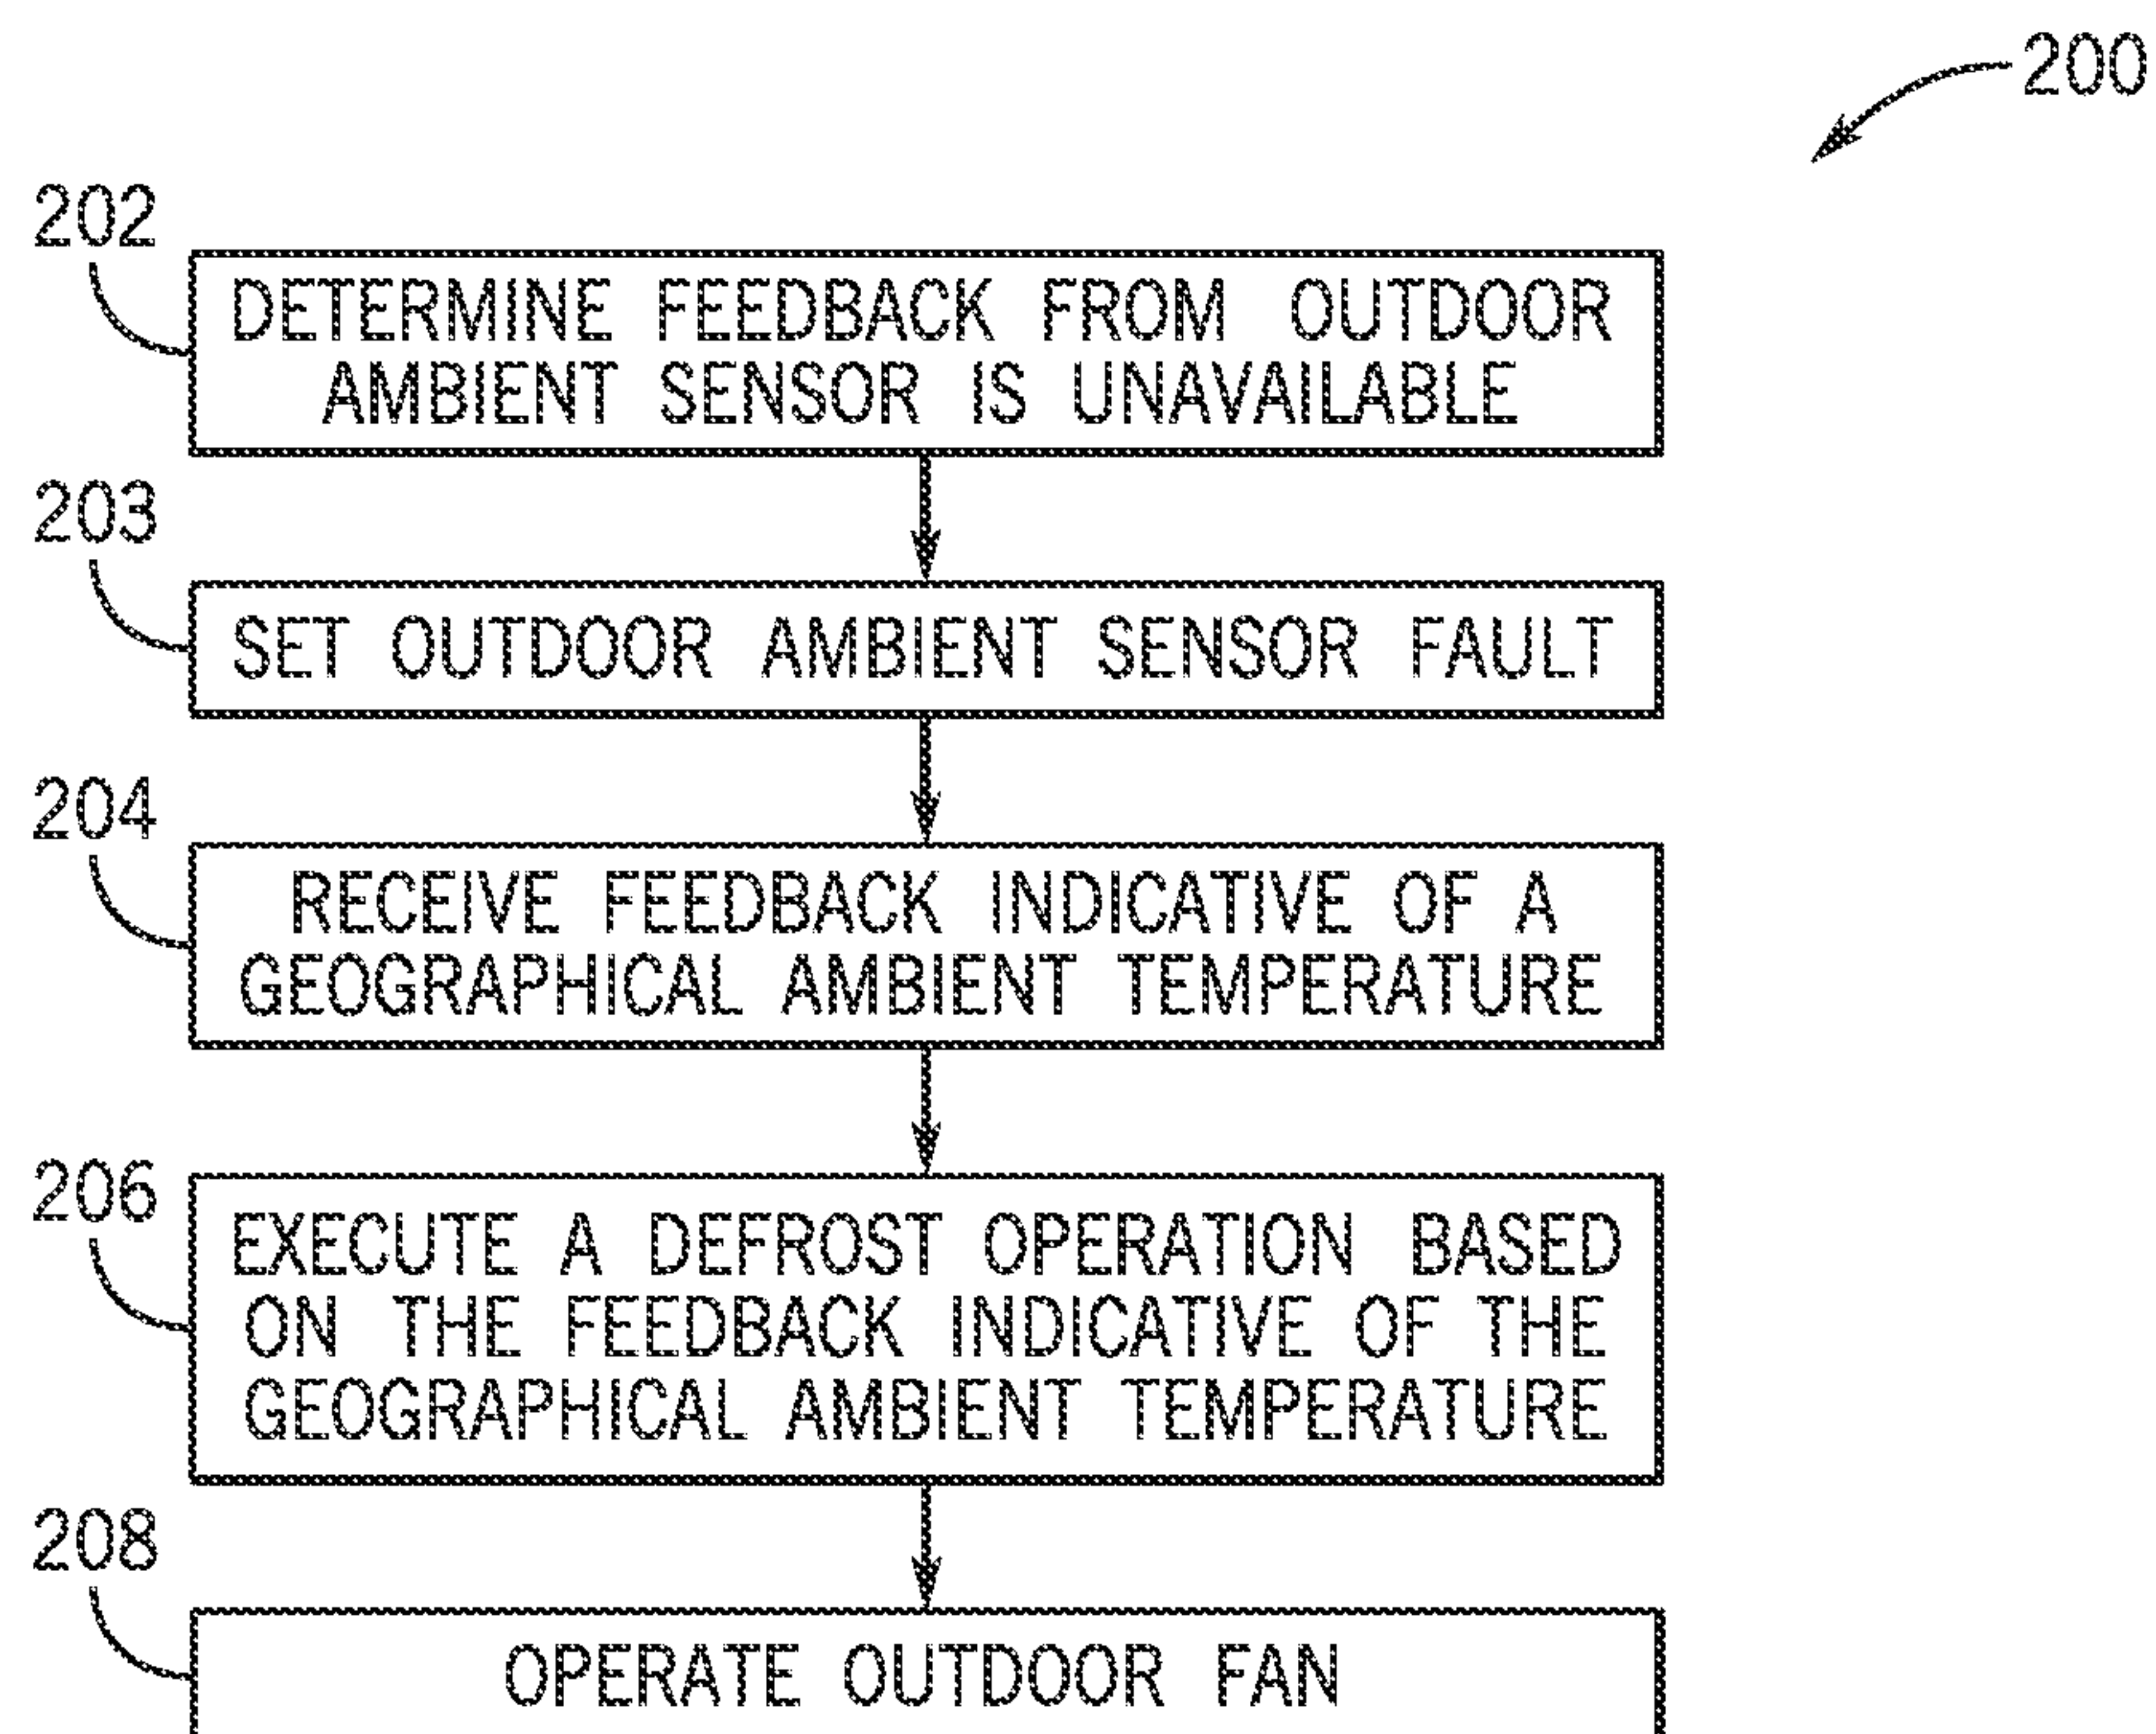 200
202
DETERMINE FEEDBACK FROM OUTDOOR
AMBIENT SENSOR IS UNAVAILABLE
203
SET OUTDOOR AMBIENT SENSOR FAULT
204
RECEIVE FEEDBACK INDICATIVE OF A
GEOGRAPHICAL AMBIENT TEMPERATURE
206
EXECUTE A DEFROST OPERATION BASED
ON THE FEEDBACK INDICATIVE OF THE
GEOGRAPHICAL AMBIENT TEMPERATURE
208
OPERATE OUTDOOR FAN